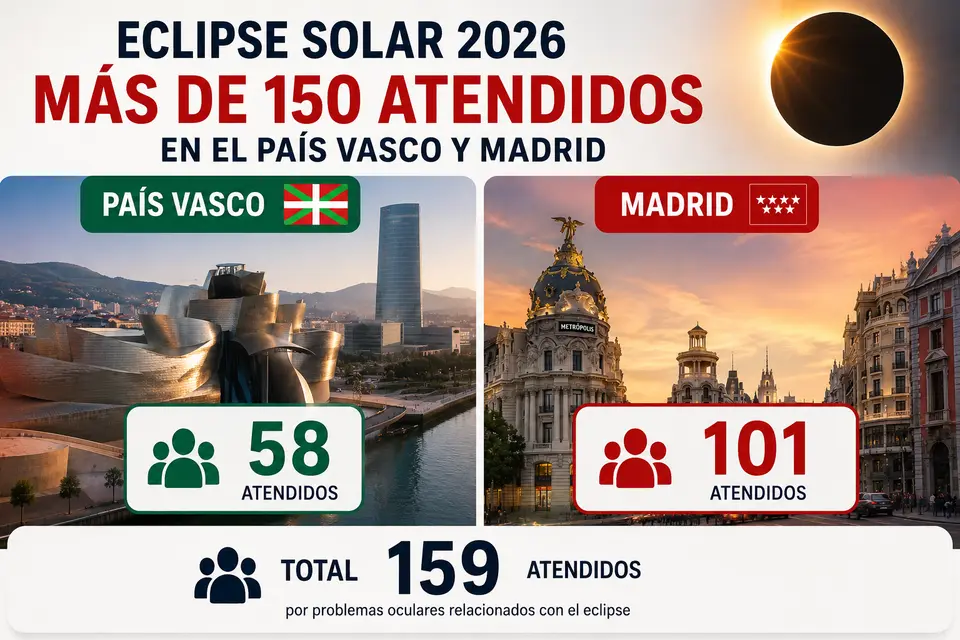 ECLIPSE SOLAR 2026
MÁS DE 150 ATENDIDOS
EN EL PAÍS VASCO Y MADRID
PAÍS VASCO
MADRID
METRÓPOLIS
58
ATENDIDOS
101
ATENDIDOS
TOTAL 159 ATENDIDOS
por problemas oculares relacionados con el eclipse